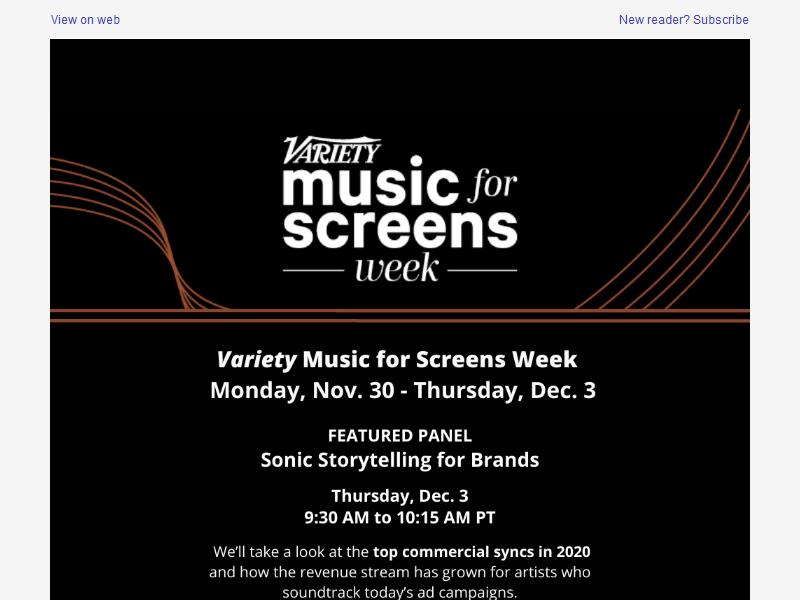 View on web
New reader? Subscribe
VARIETY
music for
screens
week
Variety Music for Screens Week
Monday, Nov. 30 - Thursday, Dec. 3
FEATURED PANEL
Sonic Storytelling for Brands
Thursday, Dec. 3
9:30 AM to 10:15 AM PT
We’ll take a look at the top commercial syncs in 2020
and how the revenue stream has grown for artists who
soundtrack today’s ad campaigns.